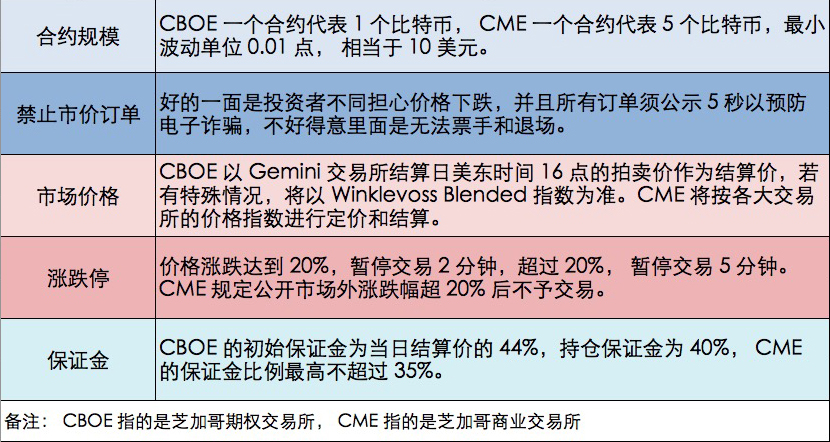 合约规模
CBOE 一个合约代表 1 个比特币， CME 一个合约代表 5 个比特币，最小
波动单位 0.01 点， 相当于 10 美元。
禁止市价订单
好的一面是投资者不同担心价格下跌，并且所有订单须公示 5 秒以预防
电子诈骗，不好得意里面是无法票手和退场。
市场价格
CBOE 以 Gemini 交易所结算日美东时间 16 点的拍卖价作为结算价，若
有特殊情况，将以 Winklevoss Blended 指数为准。CME 将按各大交易
所的价格指数进行定价和结算。
涨跌停
价格涨跌达到 20%，暂停交易 2 分钟，超过 20%， 暂停交易 5 分钟。
CME 规定公开市场外涨跌幅超 20% 后不予交易。
保证金
CBOE 的初始保证金为当日结算价的 44%，持仓保证金为 40%， CME
的保证金比例最高不超过 35%。
备注： CBOE 指的是芝加哥期权交易所， CME 指的是芝加哥商业交易所